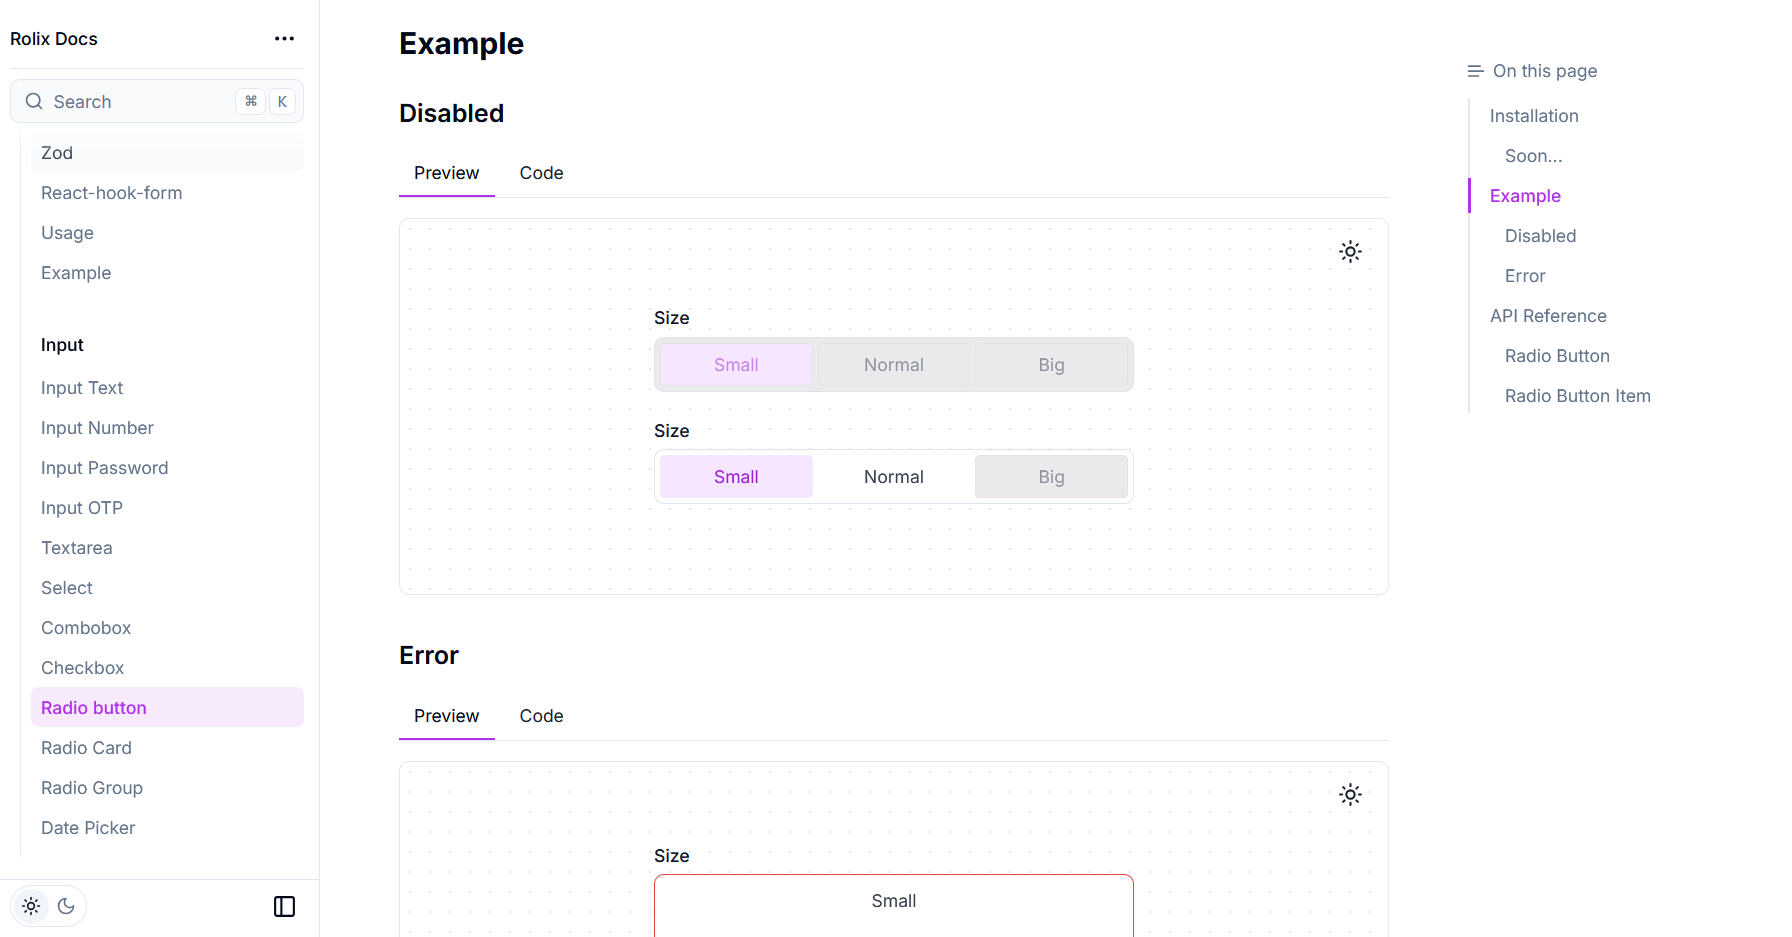 Rolix Docs
Search
⌘ K
Zod
React-hook-form
Usage
Example
Input
Input Text
Input Number
Input Password
Input OTP
Textarea
Select
Combobox
Checkbox
Radio button
Radio Card
Radio Group
Date Picker
Example
Disabled
Preview Code
Size
Small Normal Big
Size
Small Normal Big
Error
Preview Code
Size
Small
On this page
Installation
Soon...
Example
Disabled
Error
API Reference
Radio Button
Radio Button Item